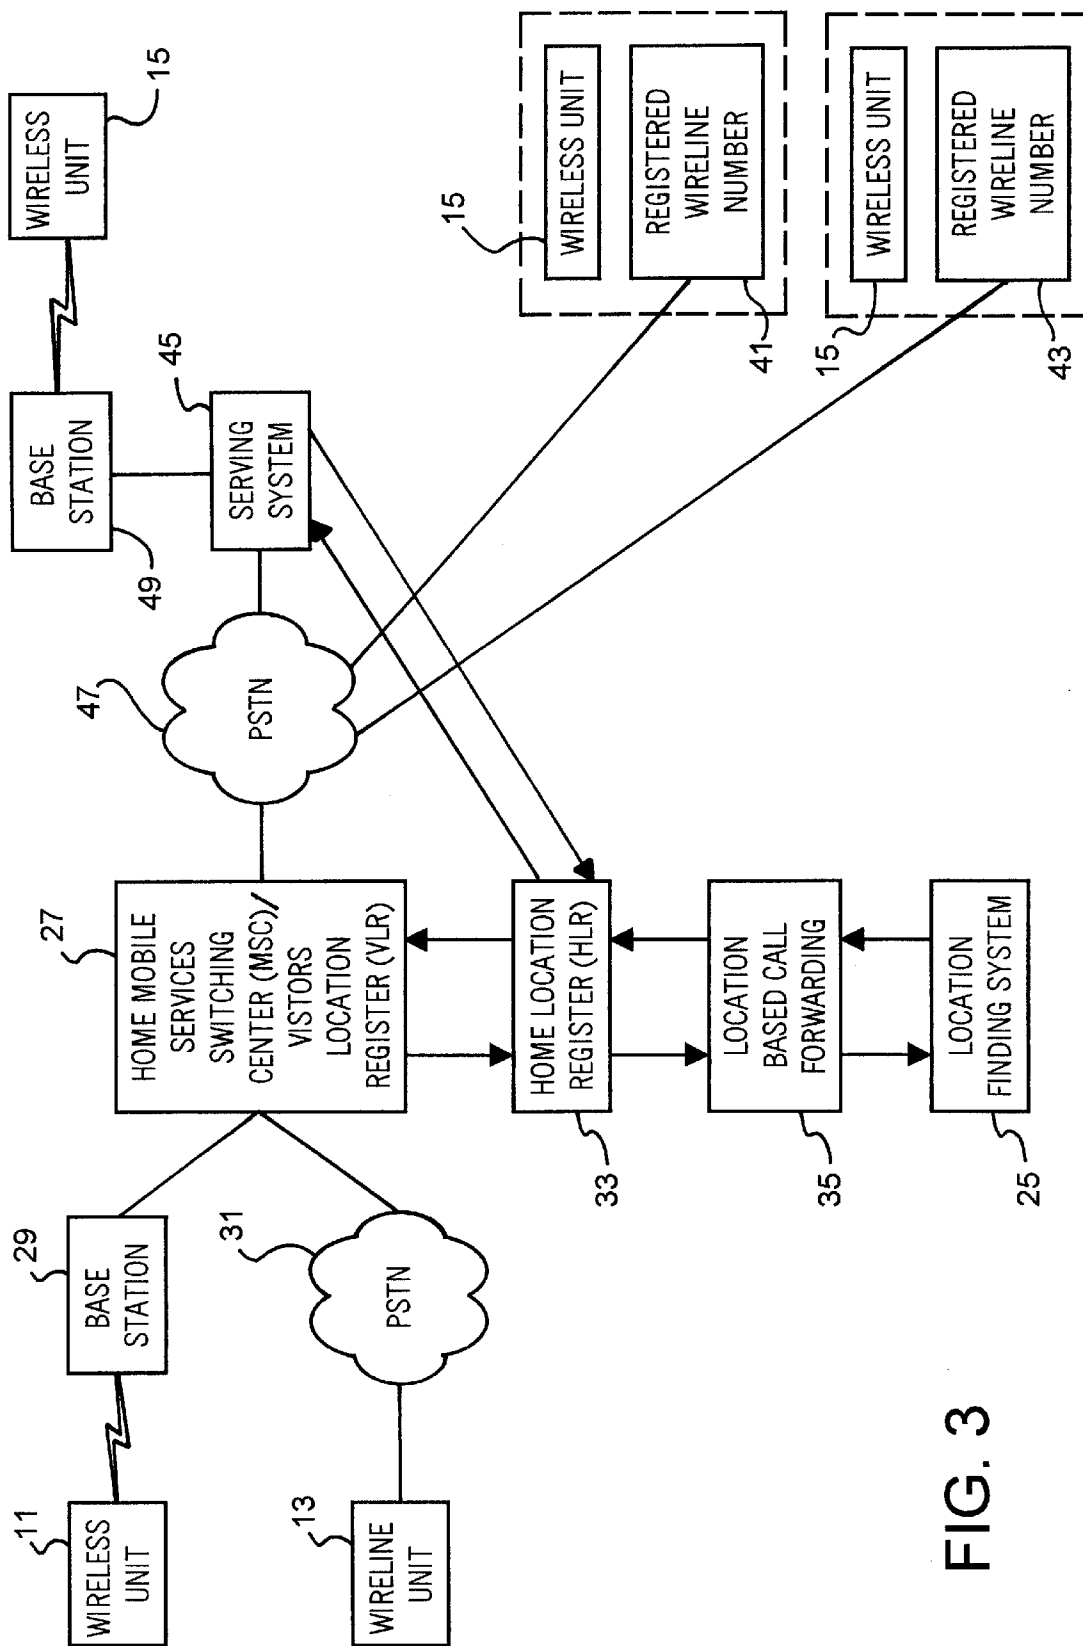 11
WIRELESS
UNIT
29
BASE
STATION
13
WIRELINE
UNIT
31
PSTN
27
HOME MOBILE
SERVICES
SWITCHING
CENTER (MSC)/
VISTORS
LOCATION
REGISTER (VLR)
33
HOME LOCATION
REGISTER (HLR)
35
LOCATION
BASED CALL
FORWARDING
25
LOCATION
FINDING SYSTEM
47
PSTN
49
BASE
STATION
45
SERVING
SYSTEM
15
WIRELESS
UNIT
15
WIRELESS UNIT
REGISTERED
WIRELINE
NUMBER
41
15
WIRELESS UNIT
REGISTERED
WIRELINE
NUMBER
43
FIG. 3